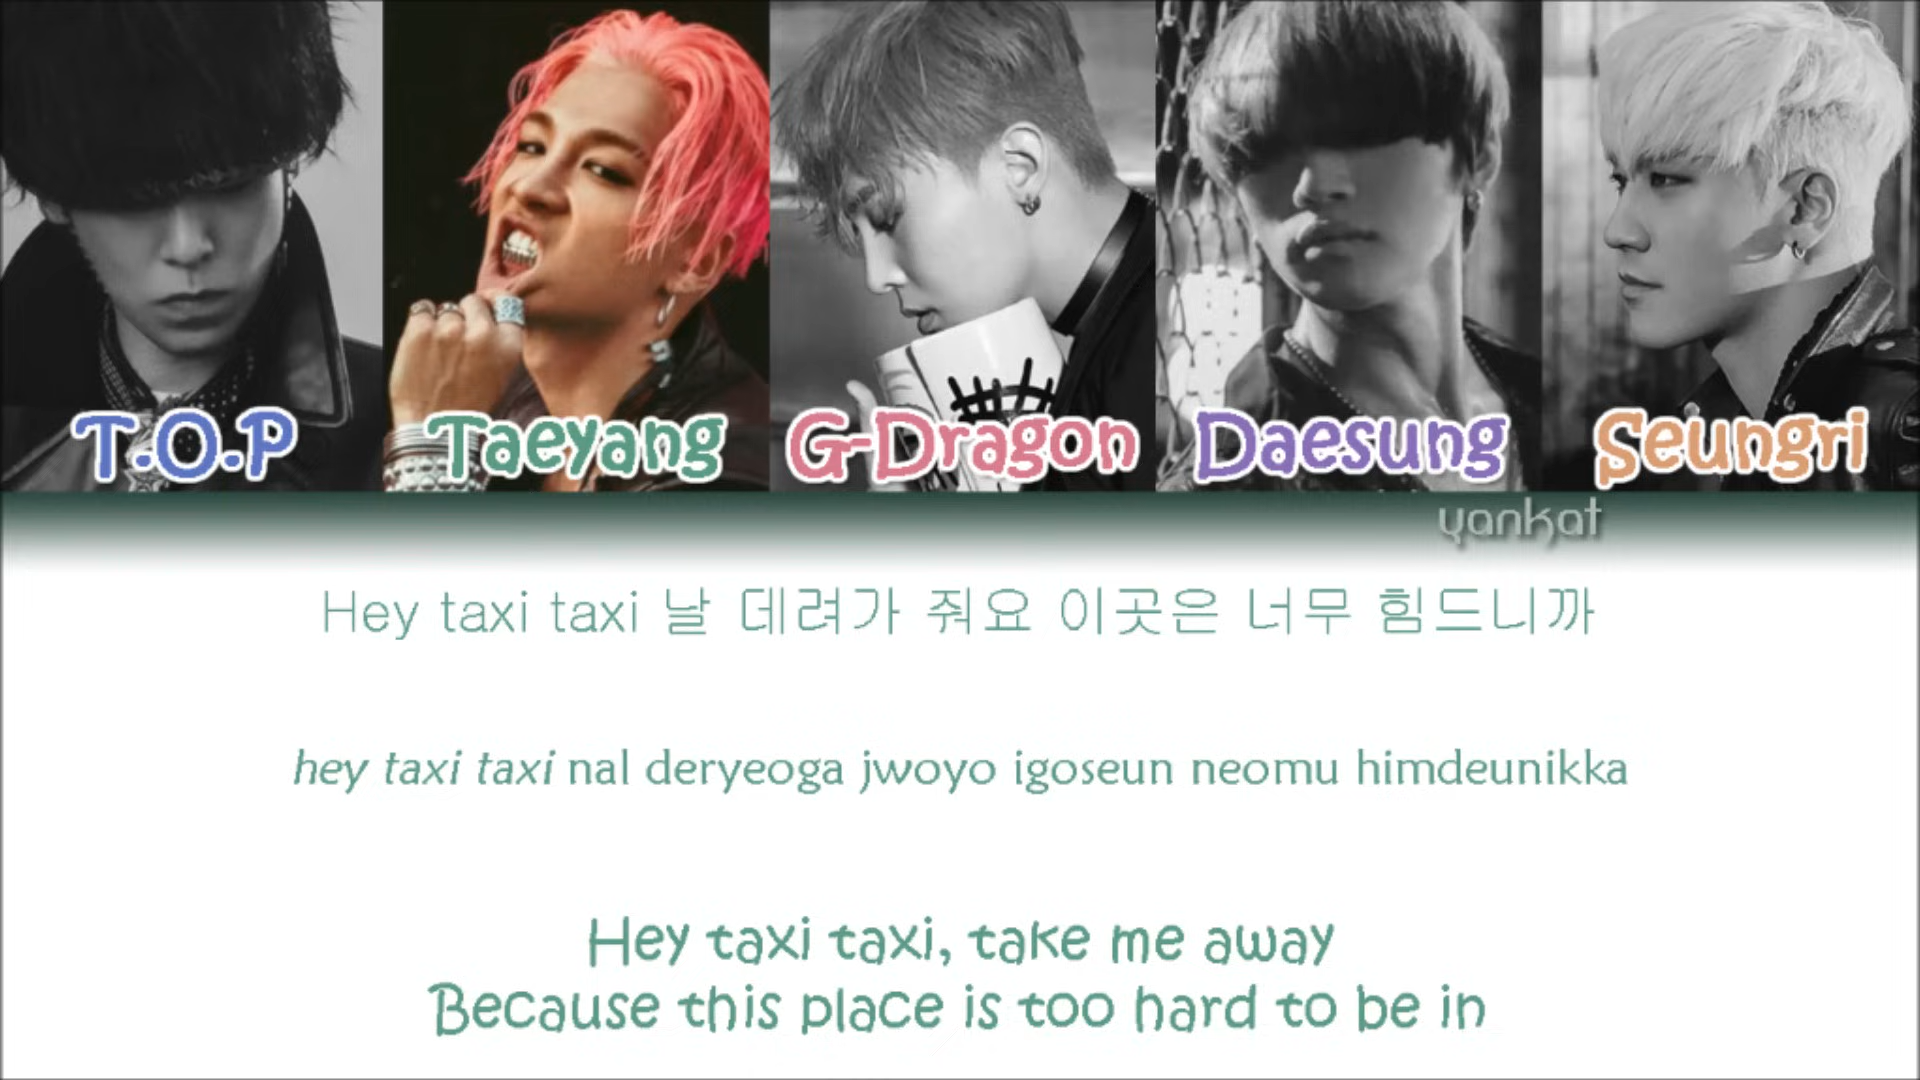 T.O.P Taeyang G-Dragon Daesung Seungri
yankat
Hey taxi taxi 날 데려가 줘요 이곳은 너무 힘드니까
hey taxi taxi nal deryeoga jwoyo igoseun neomu himdeunikka
Hey taxi taxi, take me away
Because this place is too hard to be in